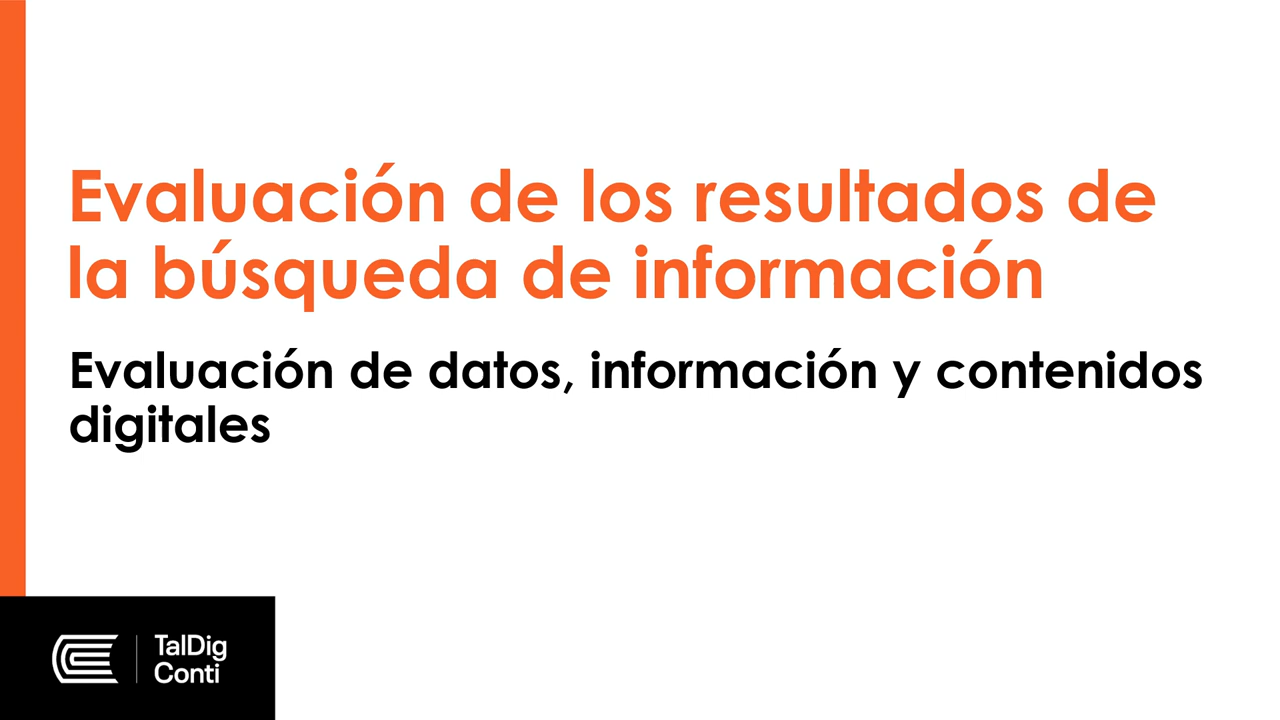 Evaluación de los resultados de
la búsqueda de información
Evaluación de datos, información y contenidos
digitales
TalDig
Conti